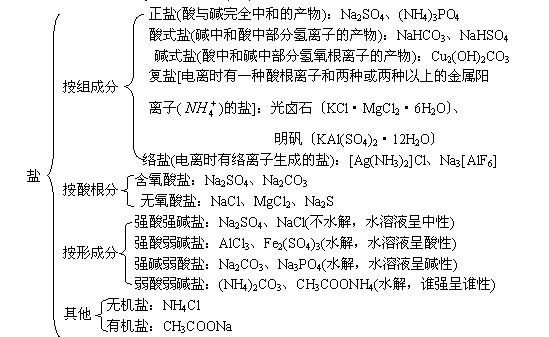 正盐(酸与碱完全中和的产物)：Na2SO4、(NH4)3PO4
酸式盐(碱中和酸中部分氢离子的产物)：NaHCO3、NaHSO4
碱式盐(酸中和碱中部分氢氧根离子的产物)：Cu2(OH)2CO3
复盐[电离时有一种酸根离子和两种或两种以上的金属阳
按组成分
离子(NH4+)的盐]：光卤石〔KCl·MgCl2·6H2O〕、
明矾〔KAl(SO4)2·12H2O〕
络盐(电离时有络离子生成的盐)：[Ag(NH3)2]Cl、Na3[AlF6]
盐
按酸根分
含氧酸盐：Na2SO4、Na2CO3
无氧酸盐：NaCl、MgCl2、Na2S
强酸强碱盐：Na2SO4、NaCl(不水解，水溶液呈中性)
按形成分
强酸弱碱盐：AlCl3、Fe2(SO4)3(水解，水溶液呈酸性)
强碱弱酸盐：Na2CO3、Na3PO4(水解，水溶液呈碱性)
弱酸弱碱盐：(NH4)2CO3、CH3COONH4(水解，谁强呈谁性)
其他
无机盐：NH4Cl
有机盐：CH3COONa